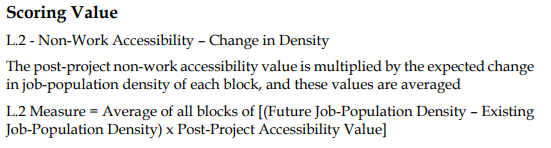 Scoring Value
L.2 - Non-Work Accessibility – Change in Density
The post-project non-work accessibility value is multiplied by the expected change
in job-population density of each block, and these values are averaged
L.2 Measure = Average of all blocks of [(Future Job-Population Density – Existing
Job-Population Density) x Post-Project Accessibility Value]